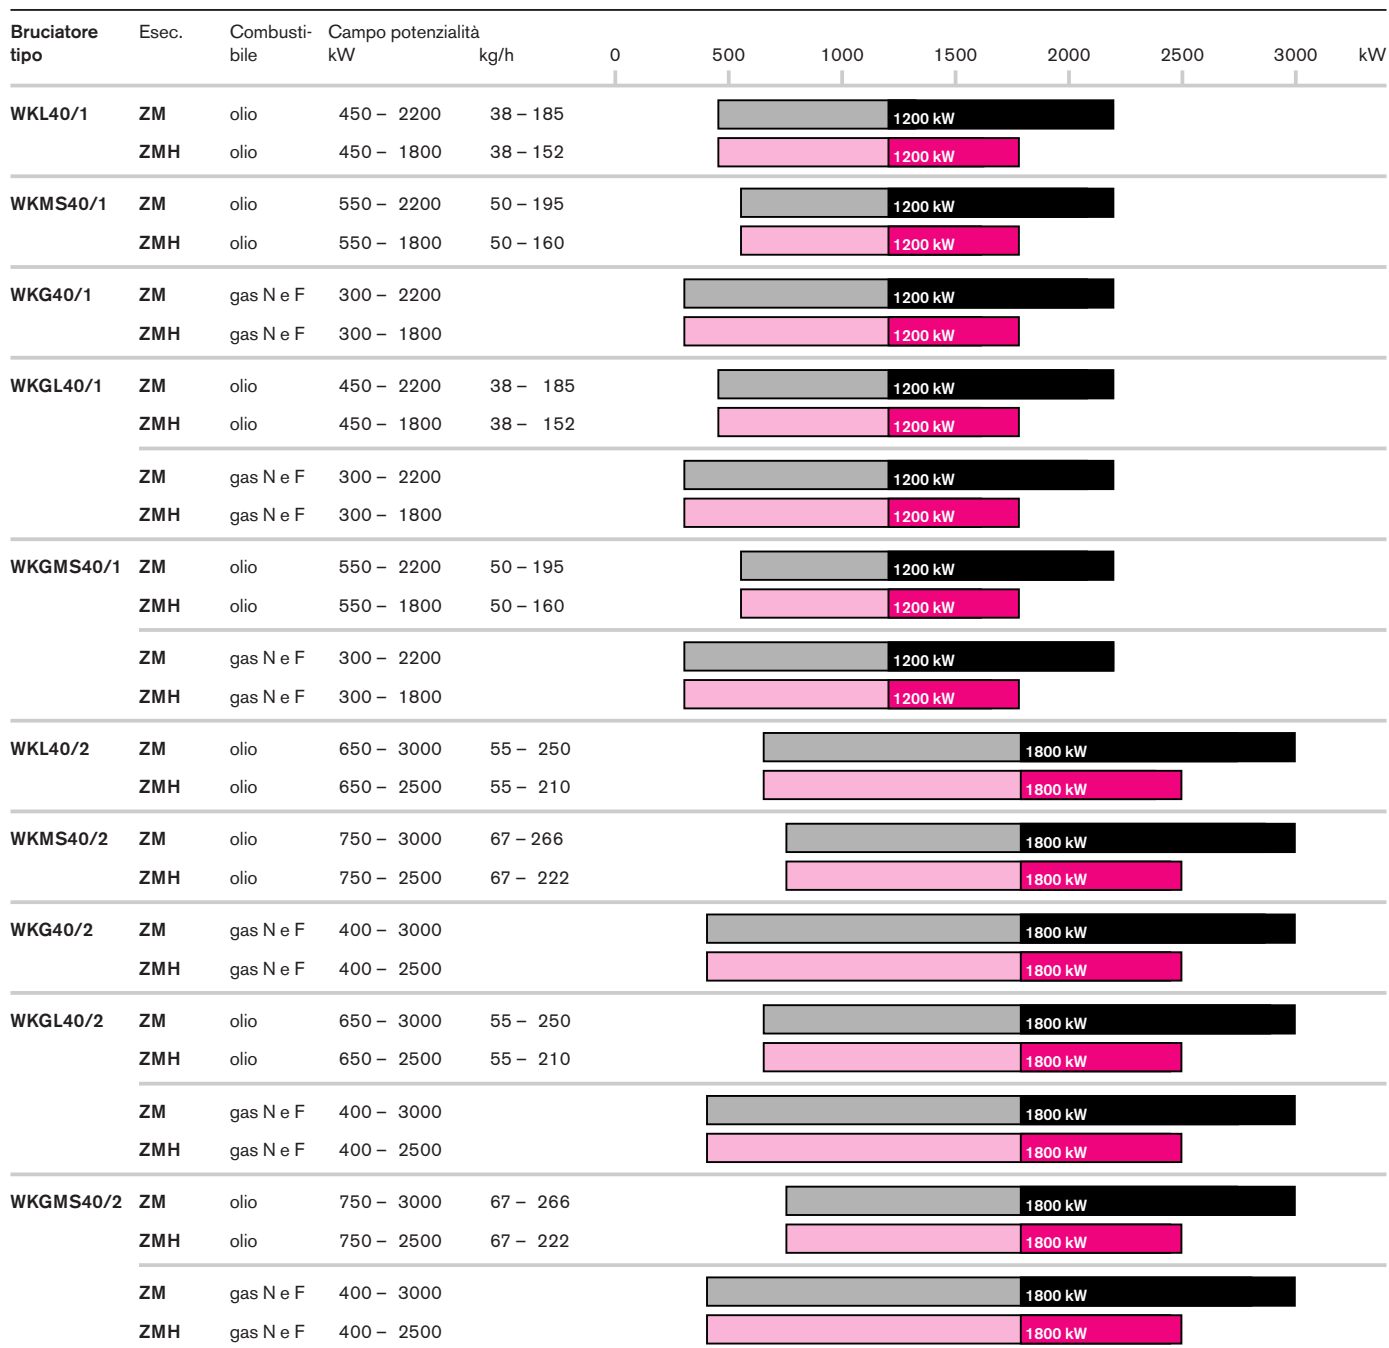 Bruciatore Esec. Combusti- Campo potenzialità
tipo bile kW kg/h 0 500 1000 1500 2000 2500 3000 kW
WKL40/1 ZM olio 450 – 2200 38 – 185 1200 kW
ZMH olio 450 – 1800 38 – 152 1200 kW
WKMS40/1 ZM olio 550 – 2200 50 – 195 1200 kW
ZMH olio 550 – 1800 50 – 160 1200 kW
WKG40/1 ZM gas N e F 300 – 2200 1200 kW
ZMH gas N e F 300 – 1800 1200 kW
WKGL40/1 ZM olio 450 – 2200 38 – 185 1200 kW
ZMH olio 450 – 1800 38 – 152 1200 kW
ZM gas N e F 300 – 2200 1200 kW
ZMH gas N e F 300 – 1800 1200 kW
WKGMS40/1 ZM olio 550 – 2200 50 – 195 1200 kW
ZMH olio 550 – 1800 50 – 160 1200 kW
ZM gas N e F 300 – 2200 1200 kW
ZMH gas N e F 300 – 1800 1200 kW
WKL40/2 ZM olio 650 – 3000 55 – 250 1800 kW
ZMH olio 650 – 2500 55 – 210 1800 kW
WKMS40/2 ZM olio 750 – 3000 67 – 266 1800 kW
ZMH olio 750 – 2500 67 – 222 1800 kW
WKG40/2 ZM gas N e F 400 – 3000 1800 kW
ZMH gas N e F 400 – 2500 1800 kW
WKGL40/2 ZM olio 650 – 3000 55 – 250 1800 kW
ZMH olio 650 – 2500 55 – 210 1800 kW
ZM gas N e F 400 – 3000 1800 kW
ZMH gas N e F 400 – 2500 1800 kW
WKGMS40/2 ZM olio 750 – 3000 67 – 266 1800 kW
ZMH olio 750 – 2500 67 – 222 1800 kW
ZM gas N e F 400 – 3000 1800 kW
ZMH gas N e F 400 – 2500 1800 kW